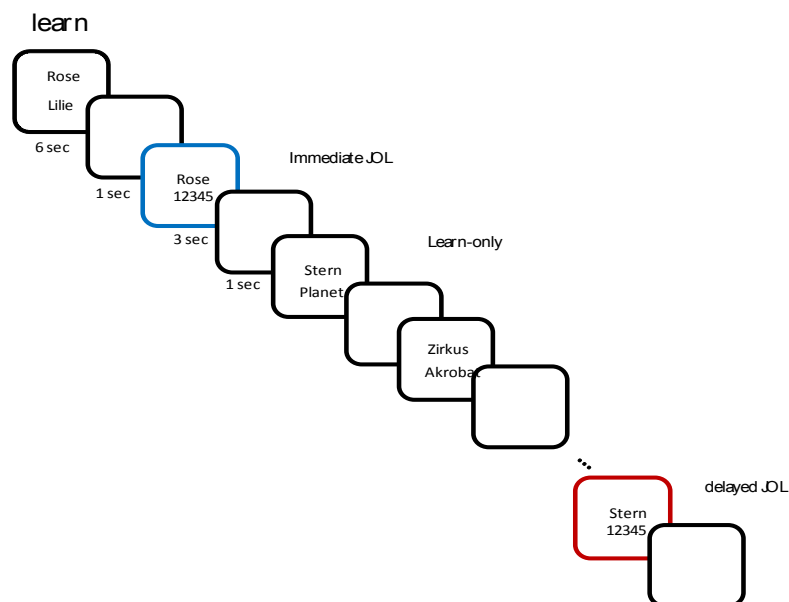 learn
Rose
Lilie
6 sec
1 sec
Rose
12345
Immediate JOL
3 sec
1 sec
Stern
Planet
Learn-only
Zirkus
Akrobat
...
Stern
12345
delayed JOL